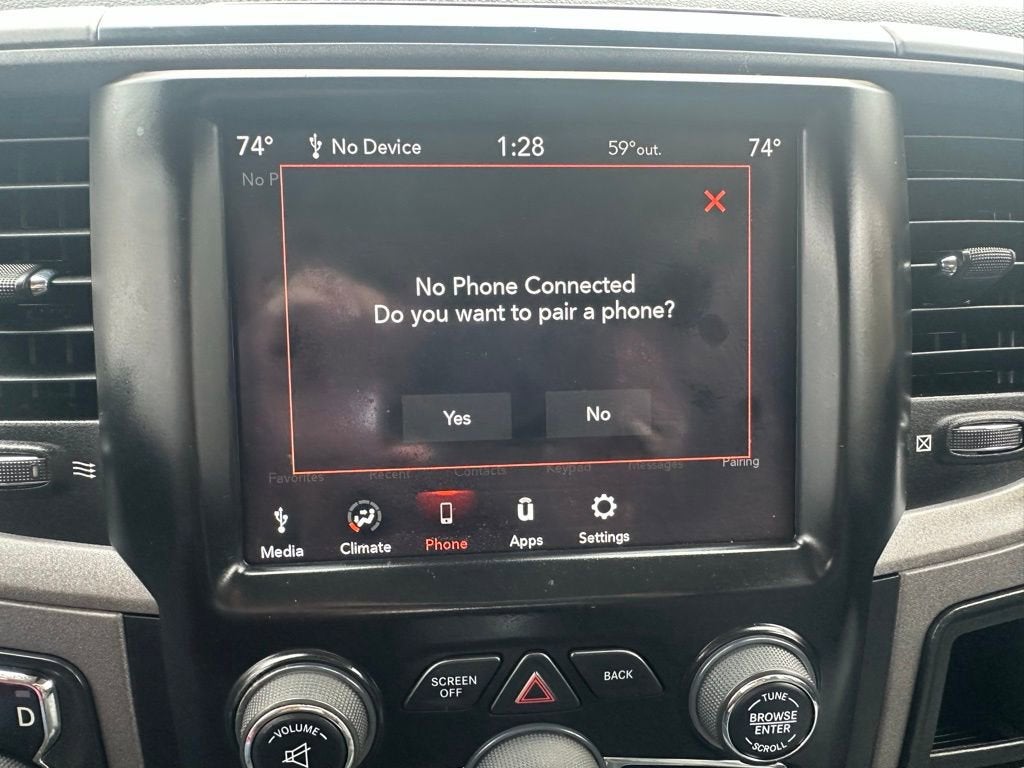 74° No Device 1:28 59°out. 74°
No P
No Phone Connected
Do you want to pair a phone?
Yes No
Favorites Recent Contacts Keypad Messages Pairing
Media Climate Phone Apps Settings
SCREEN
OFF
BACK
D
VOLUME
TUNE
BROWSE
ENTER
SCROLL